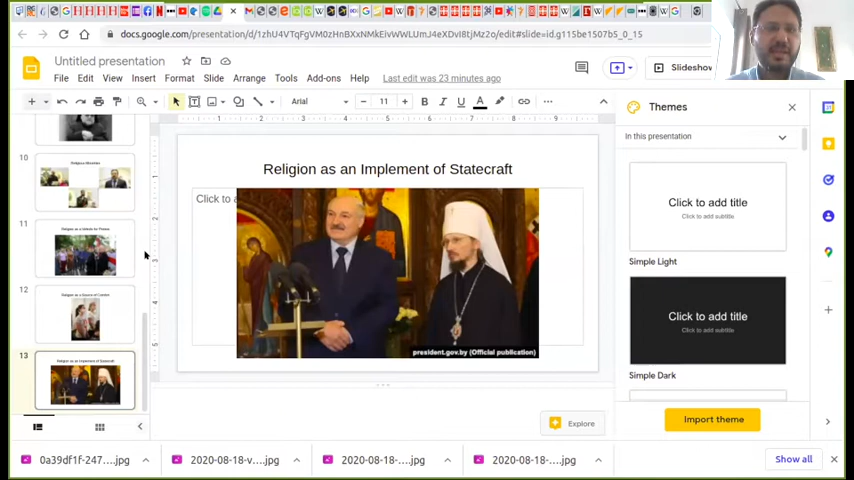 docs.google.com/presentation/d/1zhU4VTqFgVM0zHnBXxNMkEivWWLUmJ4eXDvI8tjMz2o/edit#slide=id.g115be1507b5_0_15
Untitled presentation
File Edit View Insert Format Slide Arrange Tools Add-ons Help Last edit was 23 minutes ago
Slideshow
Arial 11
Themes
In this presentation
Click to add title
Click to add subtitle
Simple Light
Click to add title
Click to add subtitle
Simple Dark
Import theme
10
11
12
Religion as a Source of Comfort
13
Religion as an Implement of Statecraft
Religion as an Implement of Statecraft
Click to a
president.gov.by (Official publication)
Explore
0a39df1f-247....jpg
2020-08-18-v....jpg
2020-08-18-....jpg
2020-08-18-....jpg
Show all